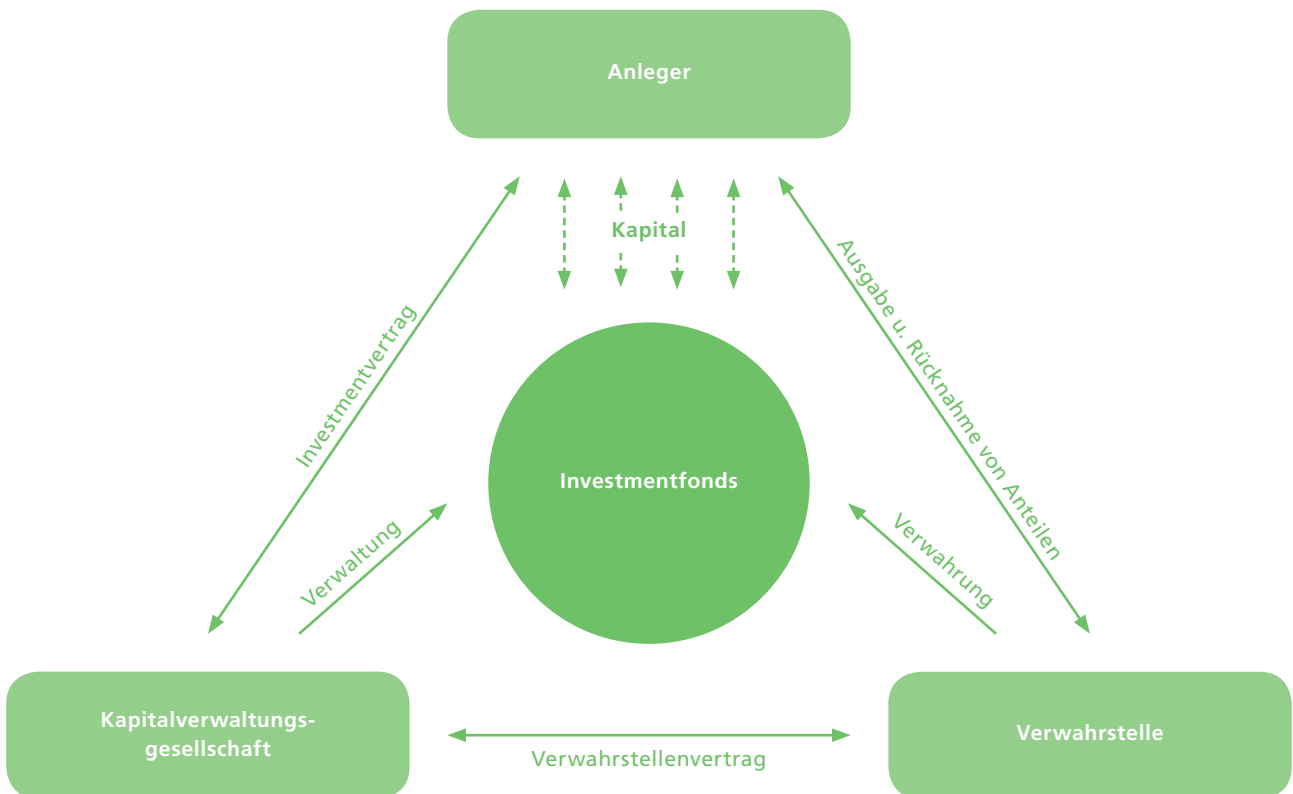 Anleger
Kapital
Investmentvertrag
Ausgabe u. Rücknahme von Anteilen
Investmentfonds
Verwaltung
Verwahrung
Kapitalverwaltungs-
gesellschaft
Verwahrstelle
Verwahrstellenvertrag